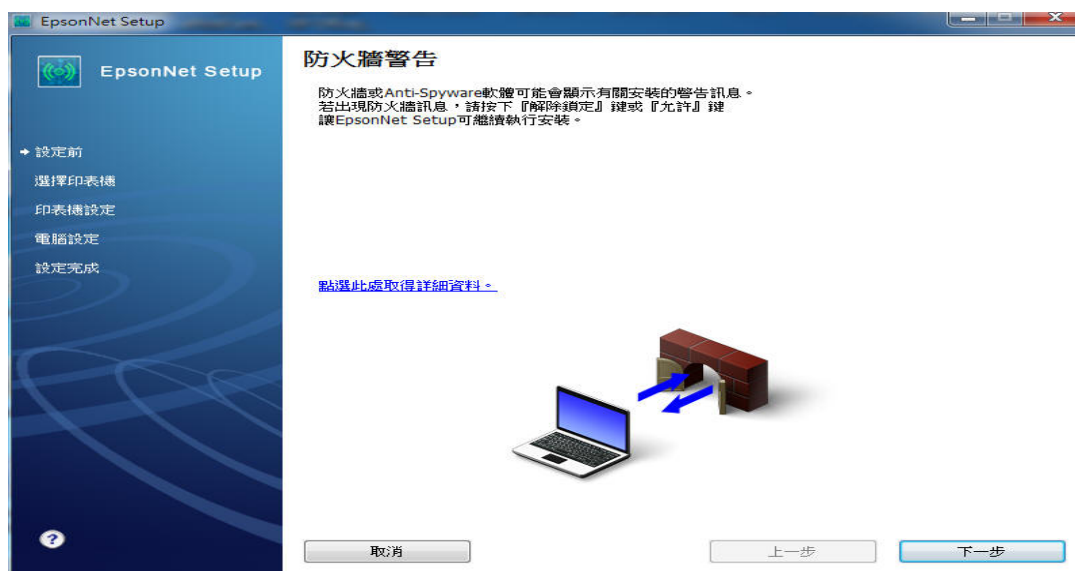 EpsonNet Setup
EpsonNet Setup
設定前
選擇印表機
印表機設定
電腦設定
設定完成
防火牆警告
防火牆或Anti-Spyware軟體可能會顯示有關安裝的警告訊息。
若出現防火牆訊息，請按下『解除鎖定』鍵或『允許』鍵
讓EpsonNet Setup可繼續執行安裝。
點選此處取得詳細資料。
取消
上一步
下一步